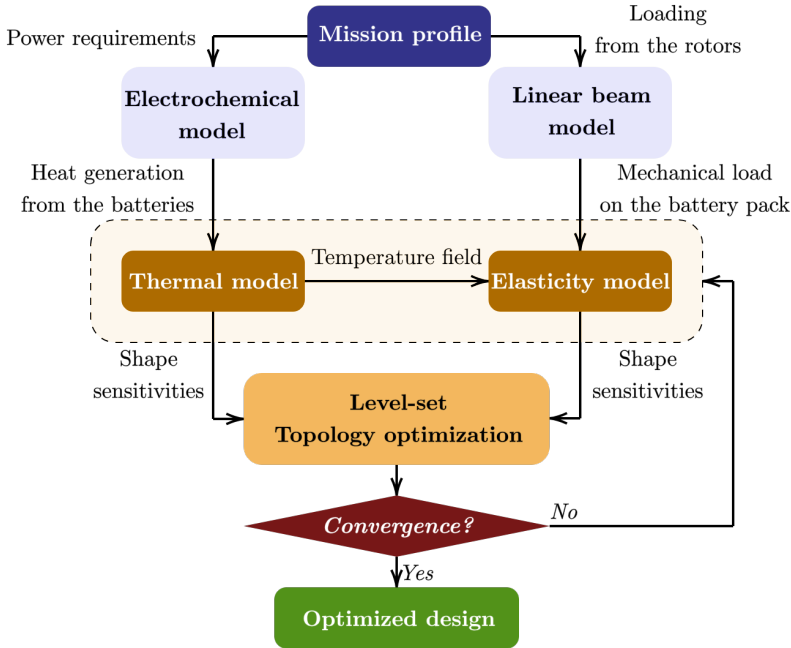 Mission profile
Power requirements
Loading
from the rotors
Electrochemical
model
Linear beam
model
Heat generation
from the batteries
Mechanical load
on the battery pack
Thermal model
Temperature field
Elasticity model
Shape
sensitivities
Shape
sensitivities
Level-set
Topology optimization
Convergence?
No
Yes
Optimized design